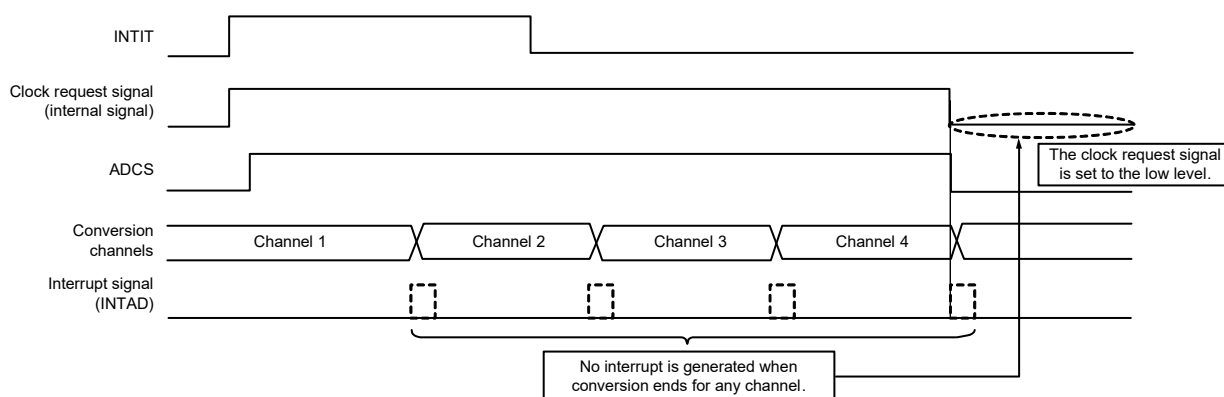 INTIT
Clock request signal
(internal signal)
The clock request signal
is set to the low level.
ADCS
Conversion
channels
Channel 1
Channel 2
Channel 3
Channel 4
Interrupt signal
(INTAD)
No interrupt is generated when
conversion ends for any channel.